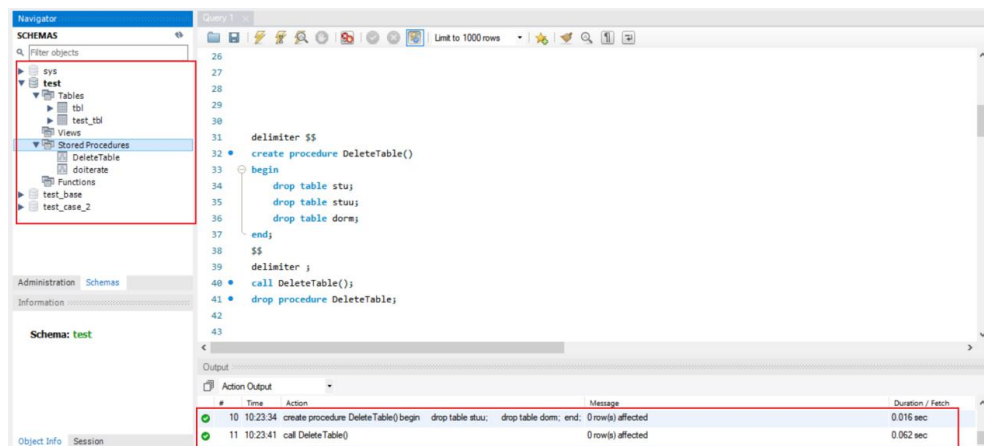 Navigator
SCHEMAS
Filter objects
sys
test
Tables
tbl
test_tbl
Views
Stored Procedures
DeleteTable
doiterate
Functions
test_base
test_case_2
Administration Schemas
Information
Schema: test
Object Info Session
Query 1
Limit to 1000 rows
26
27
28
29
30
31 delimiter $$
32 create procedure DeleteTable()
33 begin
34 drop table stu;
35 drop table stuu;
36 drop table dorm;
37 end;
38 $$
39 delimiter ;
40 call DeleteTable();
41 drop procedure DeleteTable;
42
43
Output
Action Output
# Time Action Message Duration / Fetch
10 10:23:34 create procedure DeleteTable() begin drop table stuu; drop table dorm; end; 0 row(s) affected 0.016 sec
11 10:23:41 call DeleteTable() 0 row(s) affected 0.062 sec